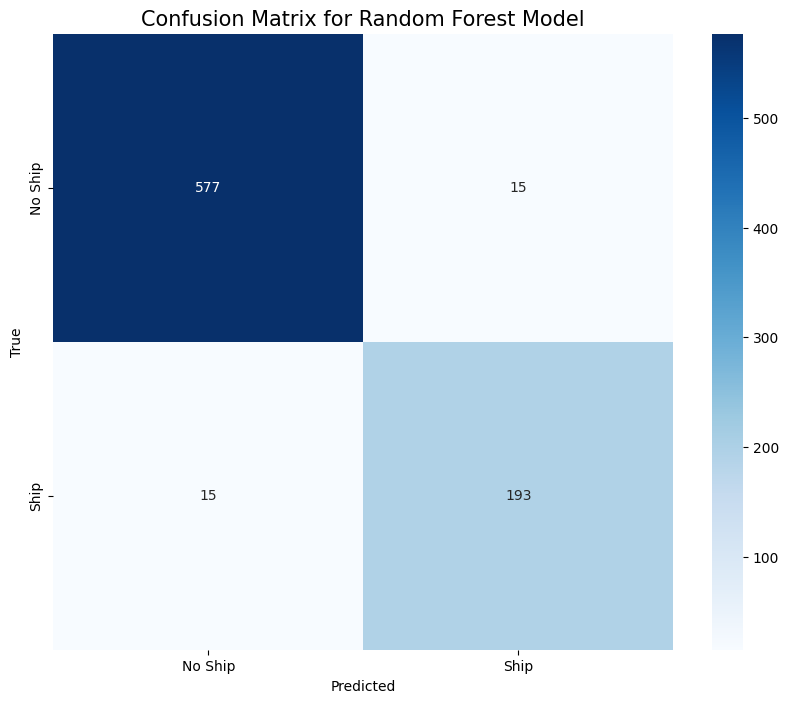 Confusion Matrix for Random Forest Model
No Ship
577
15
500
400
True
300
Ship
15
193
200
100
No Ship
Ship
Predicted